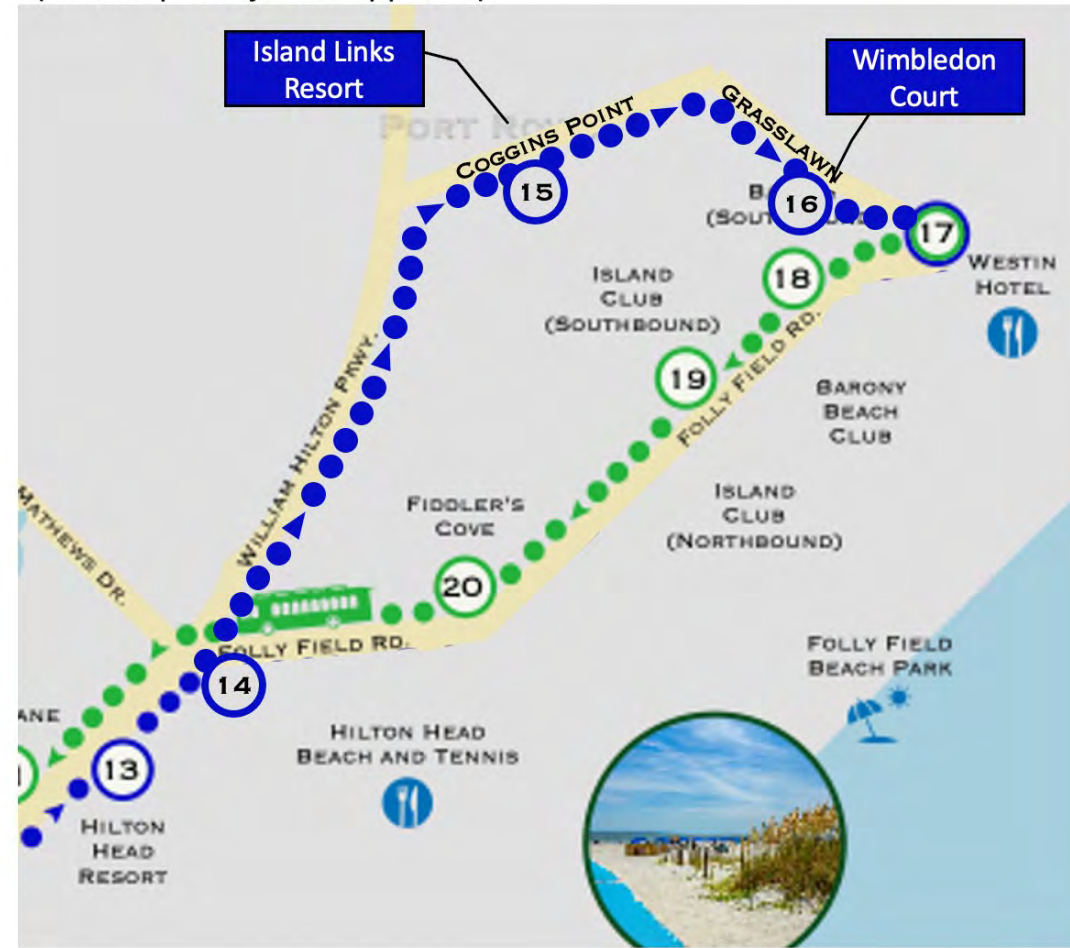 Island Links
Resort
Wimbledon
Court
PORT RO
COGGINS POINT
GRASSLAWN
15
16
17
18
19
20
14
13
ISLAND
CLUB
(SOUTHBOUND)
WESTIN
HOTEL
WILLIAM HILTON PKWY.
FOLLY FIELD RD.
BARONY
BEACH
CLUB
ISLAND
CLUB
(NORTHBOUND)
FIDDLER'S
COVE
MATHEWS DR.
FOLLY FIELD RD.
FOLLY FIELD
BEACH PARK
ANE
HILTON HEAD
BEACH AND TENNIS
HILTON
HEAD
RESORT